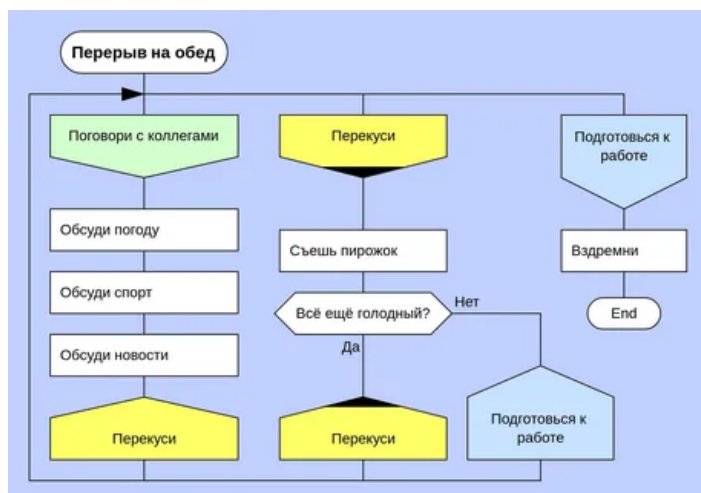 Перерыв на обед
Поговори с коллегами
Обсуди погоду
Обсуди спорт
Обсуди новости
Перекуси
Перекуси
Съешь пирожок
Всё ещё голодный?
Нет
Да
Перекуси
Подготовься к
работе
Подготовься к
работе
Вздремни
End